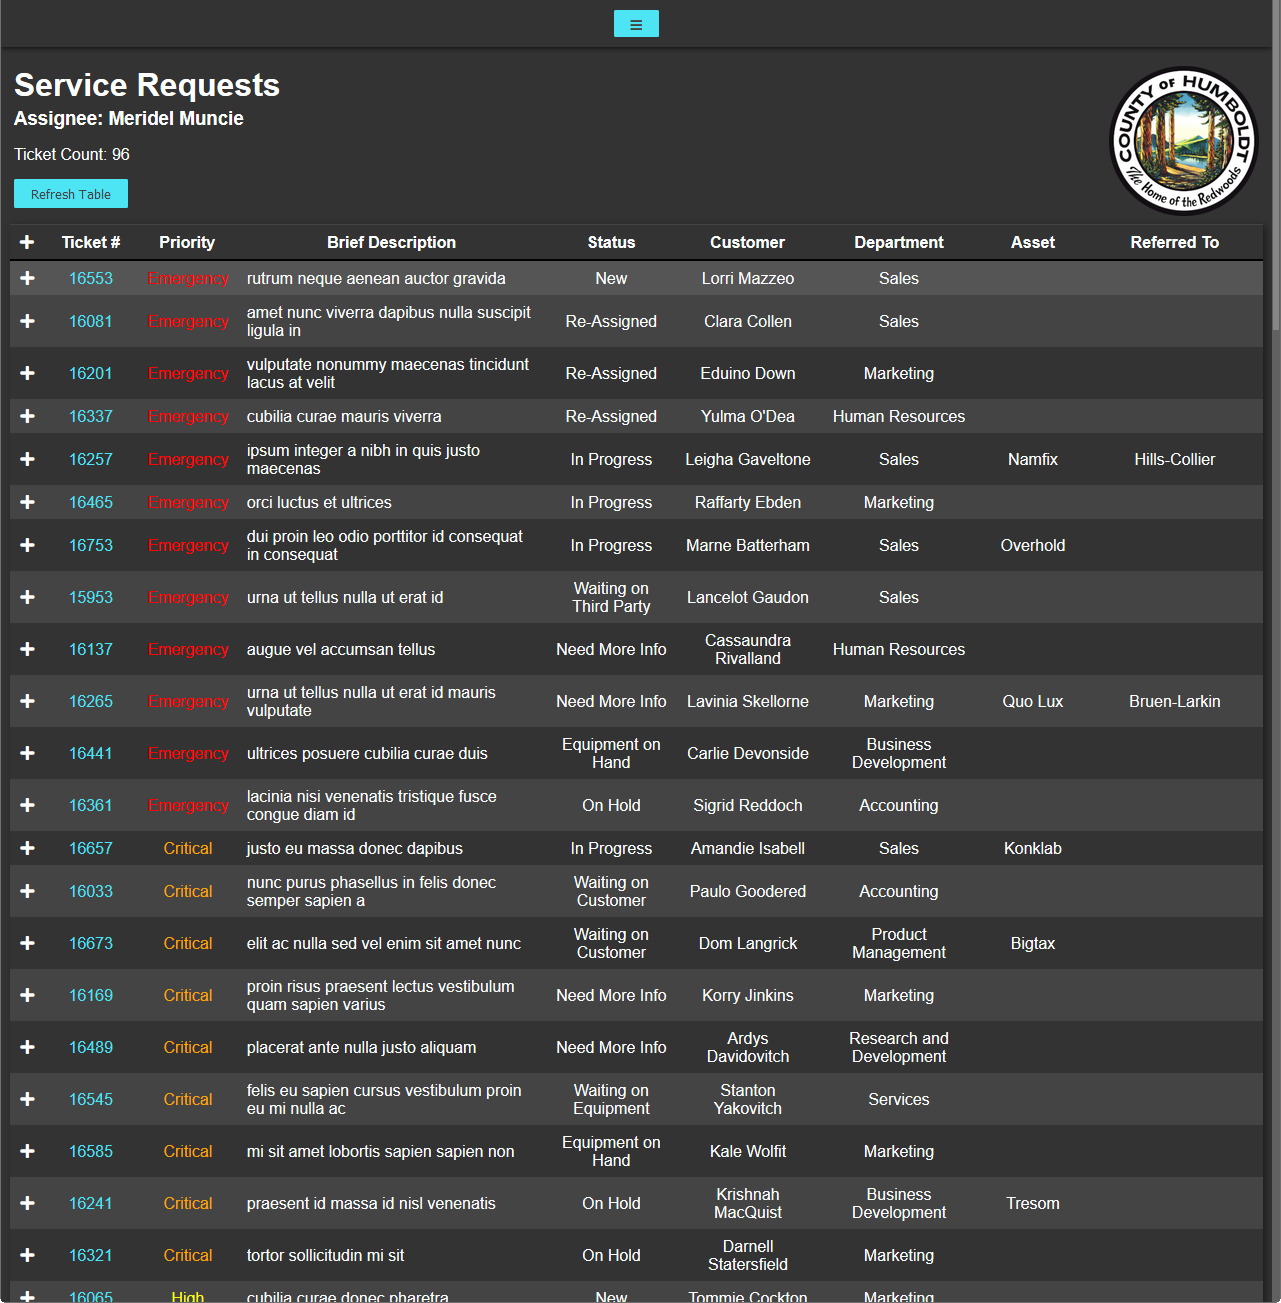 ≡
Service Requests
Assignee: Meridel Muncie
Ticket Count: 96
Refresh Table
COUNTY OF HUMBOLDT
The Home of the Redwoods
Ticket # Priority Brief Description Status Customer Department Asset Referred To
16553 Emergency rutrum neque aenean auctor gravida New Lorri Mazzeo Sales
16081 Emergency amet nunc viverra dapibus nulla suscipit
ligula in Re-Assigned Clara Collen Sales
16201 Emergency vulputate nonummy maecenas tincidunt
lacus at velit Re-Assigned Eduino Down Marketing
16337 Emergency cubilia curae mauris viverra Re-Assigned Yulma O'Dea Human Resources
16257 Emergency ipsum integer a nibh in quis justo
maecenas In Progress Leigha Gaveltone Sales Namfix Hills-Collier
16465 Emergency orci luctus et ultrices In Progress Raffarty Ebden Marketing
16753 Emergency dui proin leo odio porttitor id consequat
in consequat In Progress Marne Batterham Sales Overhold
15953 Emergency urna ut tellus nulla ut erat id Waiting on
Third Party Lancelot Gaudon Sales
16137 Emergency augue vel accumsan tellus Need More Info Cassaundra
Rivalland Human Resources
16265 Emergency urna ut tellus nulla ut erat id mauris
vulputate Need More Info Lavinia Skellorne Marketing Quo Lux Bruen-Larkin
16441 Emergency ultrices posuere cubilia curae duis Equipment on
Hand Carlie Devonside Business
Development
16361 Emergency lacinia nisi venenatis tristique fusce
congue diam id On Hold Sigrid Reddoch Accounting
16657 Critical justo eu massa donec dapibus In Progress Amandie Isabell Sales Konklab
16033 Critical nunc purus phasellus in felis donec
semper sapien a Waiting on
Customer Paulo Goodered Accounting
16673 Critical elit ac nulla sed vel enim sit amet nunc Waiting on
Customer Dom Langrick Product
Management Bigtax
16169 Critical proin risus praesent lectus vestibulum
quam sapien varius Need More Info Korry Jinkins Marketing
16489 Critical placerat ante nulla justo aliquam Need More Info Ardys
Davidovitch Research and
Development
16545 Critical felis eu sapien cursus vestibulum proin
eu mi nulla ac Waiting on
Equipment Stanton
Yakovitch Services
16585 Critical mi sit amet lobortis sapien sapien non Equipment on
Hand Kale Wolfit Marketing
16241 Critical praesent id massa id nisl venenatis On Hold Krishnah
MacQuist Business
Development Tresom
16321 Critical tortor sollicitudin mi sit On Hold Darnell
Statersfield Marketing
16065 High cubilia curae donec pharetra New Tommie Cockton Marketing